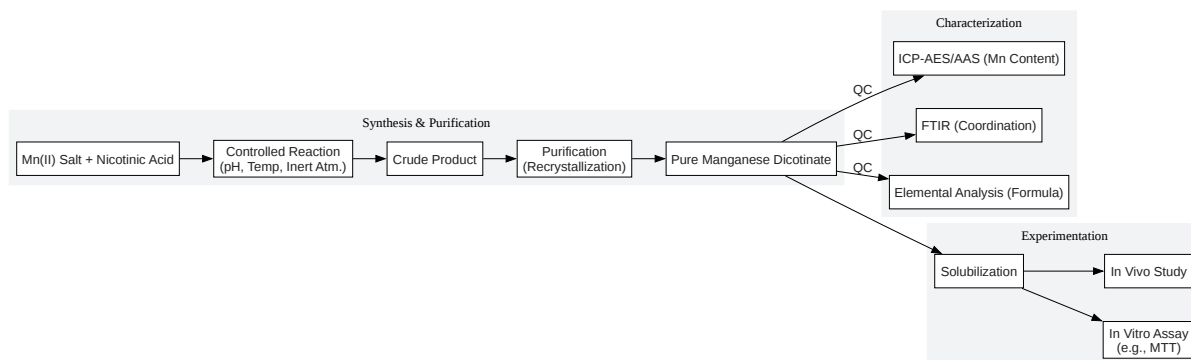 Characterization
ICP-AES/AAS (Mn Content)
QC
FTIR (Coordination)
QC
Elemental Analysis (Formula)
QC
Synthesis & Purification
Mn(II) Salt + Nicotinic Acid
Controlled Reaction
(pH, Temp, Inert Atm.)
Crude Product
Purification
(Recrystallization)
Pure Manganese Dicotinate
Experimentation
Solubilization
In Vivo Study
In Vitro Assay
(e.g., MTT)